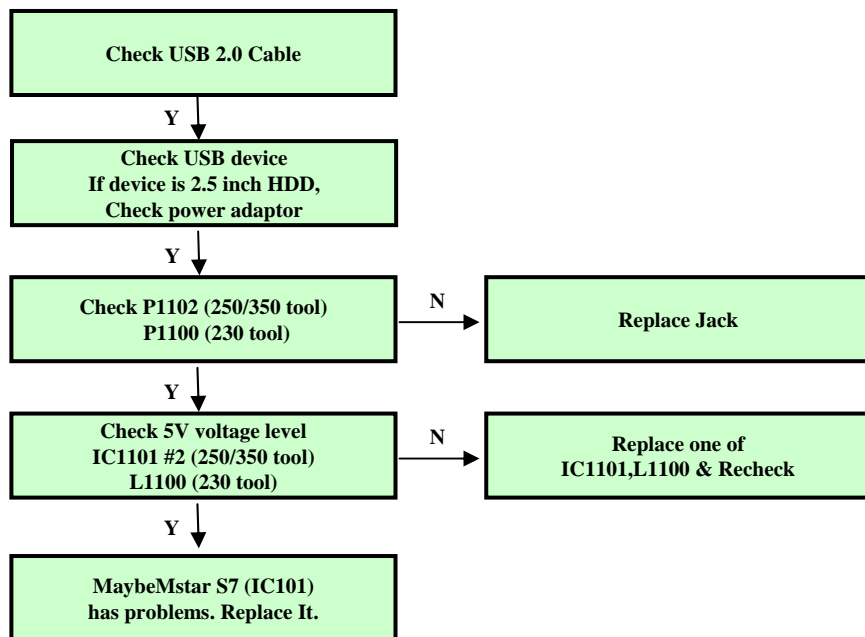 Check USB 2.0 Cable
Y
Check USB device
If device is 2.5 inch HDD,
Check power adaptor
Y
Check P1102 (250/350 tool)
P1100 (230 tool)
N
Replace Jack
Y
Check 5V voltage level
IC1101 #2 (250/350 tool)
L1100 (230 tool)
N
Replace one of
IC1101,L1100 & Recheck
Y
MaybeMstar S7 (IC101)
has problems. Replace It.